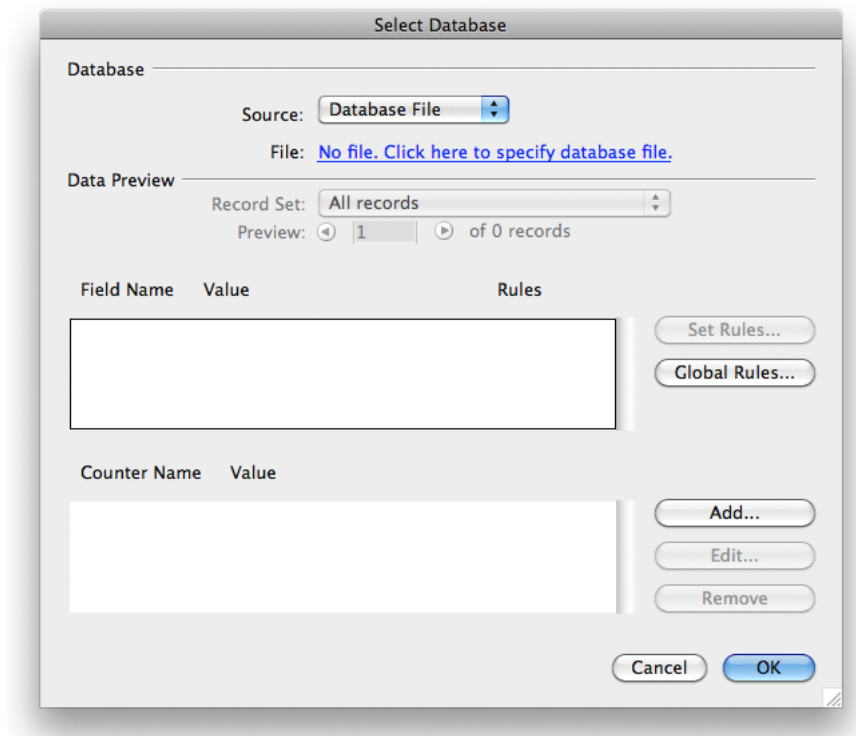 Select Database
Database
Source: Database File
File: No file. Click here to specify database file.
Data Preview
Record Set: All records
Preview: 1 of 0 records
Field Name Value Rules
Set Rules...
Global Rules...
Counter Name Value
Add...
Edit...
Remove
Cancel OK